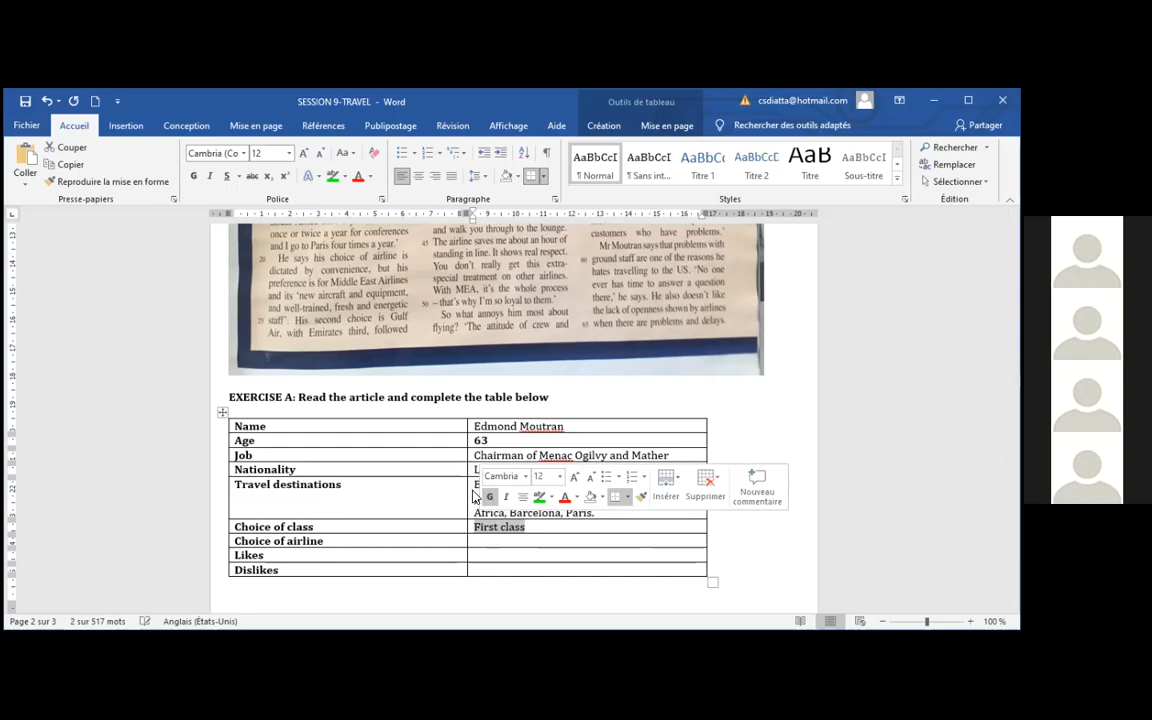 SESSION 9-TRAVEL - Word
Outils de tableau
csdiatta@hotmail.com
Fichier
Accueil
Insertion
Conception
Mise en page
Références
Publipostage
Révision
Affichage
Aide
Création
Mise en page
Rechercher des outils adaptés
Partager
Coller
Couper
Copier
Reproduire la mise en forme
Presse-papiers
Cambria (Co
12
Aa
G I S abc x₂ x²
Police
Paragraphe
AaBbCcI
¶ Normal
AaBbCcI
¶ Sans int...
AaBbCc
Titre 1
AaBbCcE
Titre 2
AaB
Titre
AaBbCcC
Sous-titre
Styles
Rechercher
Remplacer
Sélectionner
Édition
once or twice a year for conferences
and I go to Paris four times a year.'
20 He says his choice of airline is
dictated by convenience, but his
preference is for Middle East Airlines
and its 'new aircraft and equipment,
and well-trained, fresh and energetic
25 staff'. His second choice is Gulf
Air, with Emirates third, followed
and walk you through to the lounge.
45 The airline saves me about an hour of
standing in line. It shows real respect.
You don't really get this extra-
special treatment on other airlines.
With MEA, it's the whole process
50 – that's why I'm so loyal to them.'
So what annoys him most about
flying? 'The attitude of crew and
customers who have problems.'
Mr Moutran says that problems with
60 ground staff are one of the reasons he
hates travelling to the US. 'No one
ever has time to answer a question
there,' he says. He also doesn't like
the lack of openness shown by airlines
65 when there are problems and delays.
EXERCISE A: Read the article and complete the table below
Name Edmond Moutran
Age 63
Job Chairman of Menac Ogilvy and Mather
Nationality L
Travel destinations
Africa, Barcelona, Paris.
Choice of class First class
Choice of airline
Likes
Dislikes
Cambria
12
G I
Insérer
Supprimer
Nouveau
commentaire
Page 2 sur 3
2 sur 517 mots
Anglais (États-Unis)
100 %